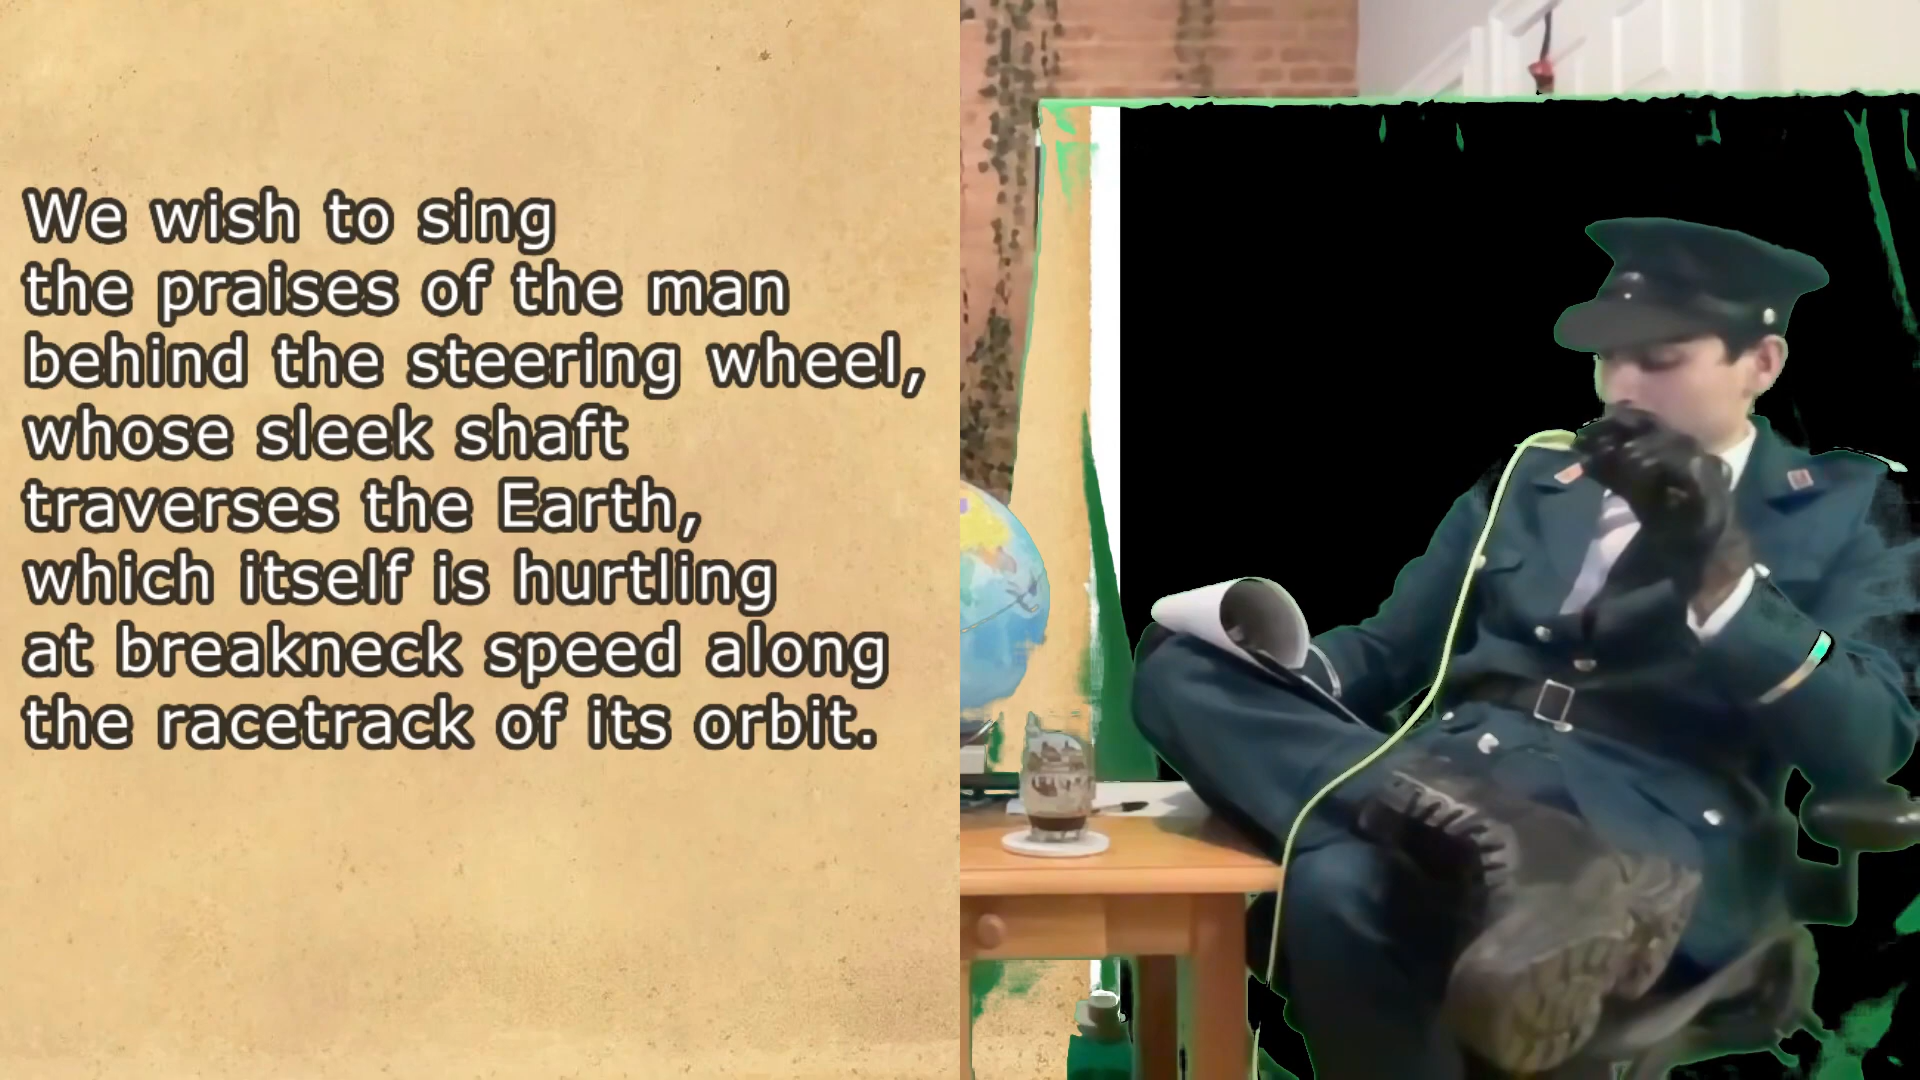 We wish to sing
the praises of the man
behind the steering wheel,
whose sleek shaft
traverses the Earth,
which itself is hurtling
at breakneck speed along
the racetrack of its orbit.